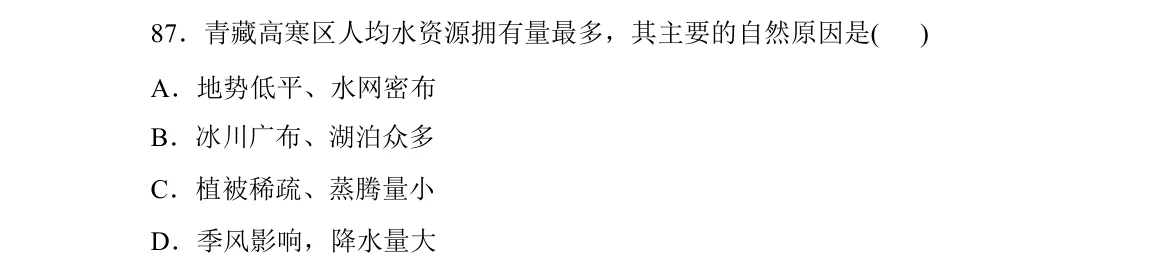 87．青藏高寒区人均水资源拥有量最多，其主要的自然原因是(     )
A．地势低平、水网密布
B．冰川广布、湖泊众多
C．植被稀疏、蒸腾量小
D．季风影响，降水量大